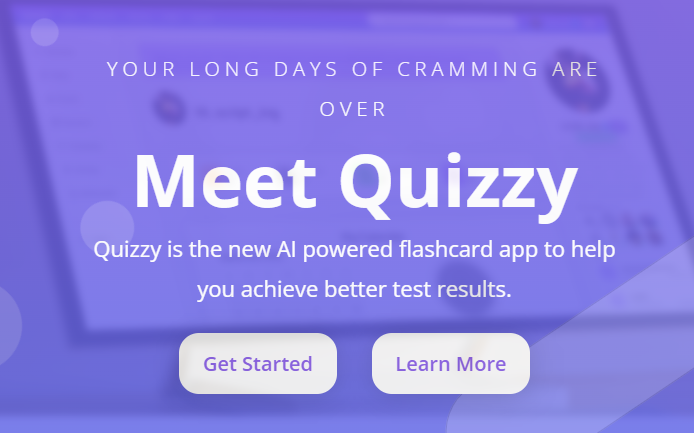 YOUR LONG DAYS OF CRAMMING ARE
OVER
Meet Quizzy
Quizzy is the new AI powered flashcard app to help
you achieve better test results.
Get Started
Learn More